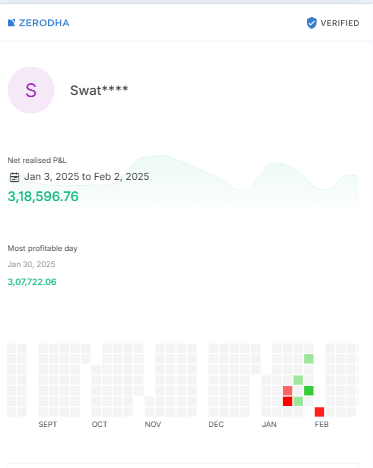 ZERODHA
VERIFIED
S
Swat****
Net realised P&L
Jan 3, 2025 to Feb 2, 2025
3,18,596.76
Most profitable day
Jan 30, 2025
3,07,722.06
SEPT OCT NOV DEC JAN FEB